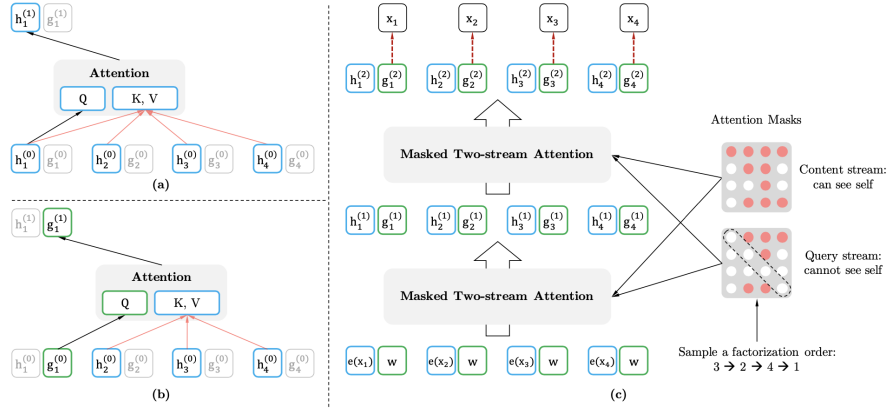 h₁⁽¹⁾ g₁⁽¹⁾
Attention
Q K, V
h₁⁽⁰⁾ g₁⁽⁰⁾ h₂⁽⁰⁾ g₂⁽⁰⁾ h₃⁽⁰⁾ g₃⁽⁰⁾ h₄⁽⁰⁾ g₄⁽⁰⁾
(a)
h₁⁽¹⁾ g₁⁽¹⁾
Attention
Q K, V
h₁⁽⁰⁾ g₁⁽⁰⁾ h₂⁽⁰⁾ g₂⁽⁰⁾ h₃⁽⁰⁾ g₃⁽⁰⁾ h₄⁽⁰⁾ g₄⁽⁰⁾
(b)
x₁ x₂ x₃ x₄
h₁⁽²⁾ g₁⁽²⁾ h₂⁽²⁾ g₂⁽²⁾ h₃⁽²⁾ g₃⁽²⁾ h₄⁽²⁾ g₄⁽²⁾
Masked Two-stream Attention
h₁⁽¹⁾ g₁⁽¹⁾ h₂⁽¹⁾ g₂⁽¹⁾ h₃⁽¹⁾ g₃⁽¹⁾ h₄⁽¹⁾ g₄⁽¹⁾
Masked Two-stream Attention
e(x₁) w e(x₂) w e(x₃) w e(x₄) w
(c)
Attention Masks
Content stream:
can see self
Query stream:
cannot see self
Sample a factorization order:
3 → 2 → 4 → 1